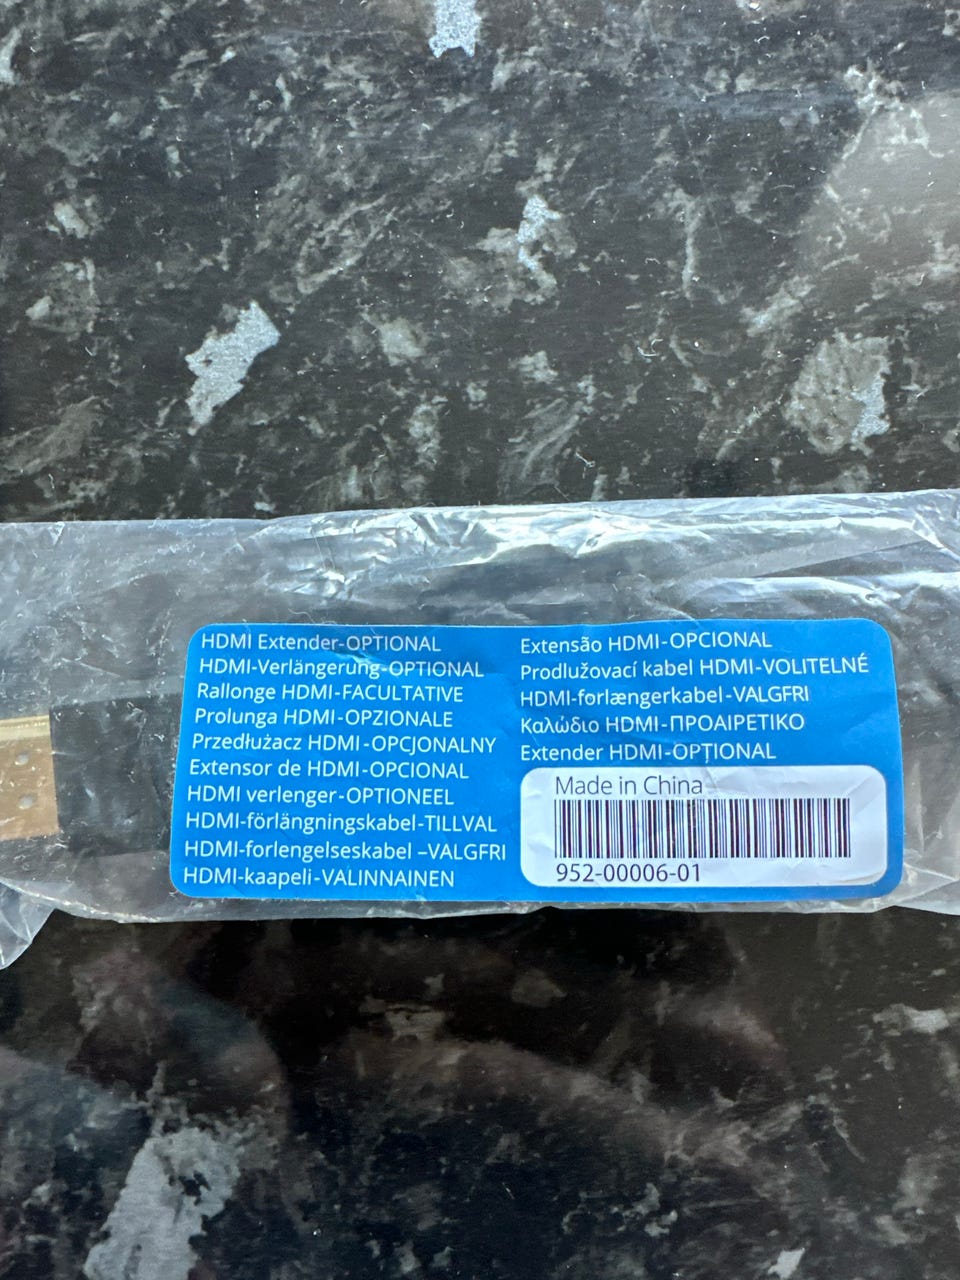 HDMI Extender-OPTIONAL
HDMI-Verlängerung-OPTIONAL
Rallonge HDMI-FACULTATIVE
Prolunga HDMI-OPZIONALE
Przedłużacz HDMI-OPCJONALNY
Extensor de HDMI-OPCIONAL
HDMI verlenger-OPTIONEEL
HDMI-förlängningskabel-TILLVAL
HDMI-forlengelseskabel –VALGFRI
HDMI-kaapeli-VALINNAINEN
Extensão HDMI-OPCIONAL
Prodlužovací kabel HDMI-VOLITELNÉ
HDMI-forlængerkabel-VALGFRI
Καλώδιο HDMI-ΠΡΟΑΙΡΕΤΙΚΟ
Extender HDMI-OPȚIONAL
Made in China
952-00006-01